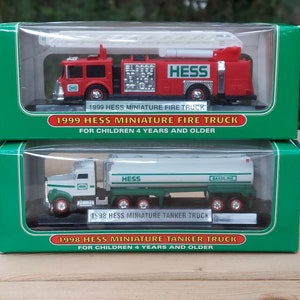 HESS
1999 HESS MINIATURE FIRE TRUCK
1999 HESS MINIATURE FIRE TRUCK
FOR CHILDREN 4 YEARS AND OLDER
HESS
GASOLINE
1998 HESS MINIATURE TANKER TRUCK
1998 HESS MINIATURE TANKER TRUCK
FOR CHILDREN 4 YEARS AND OLDER